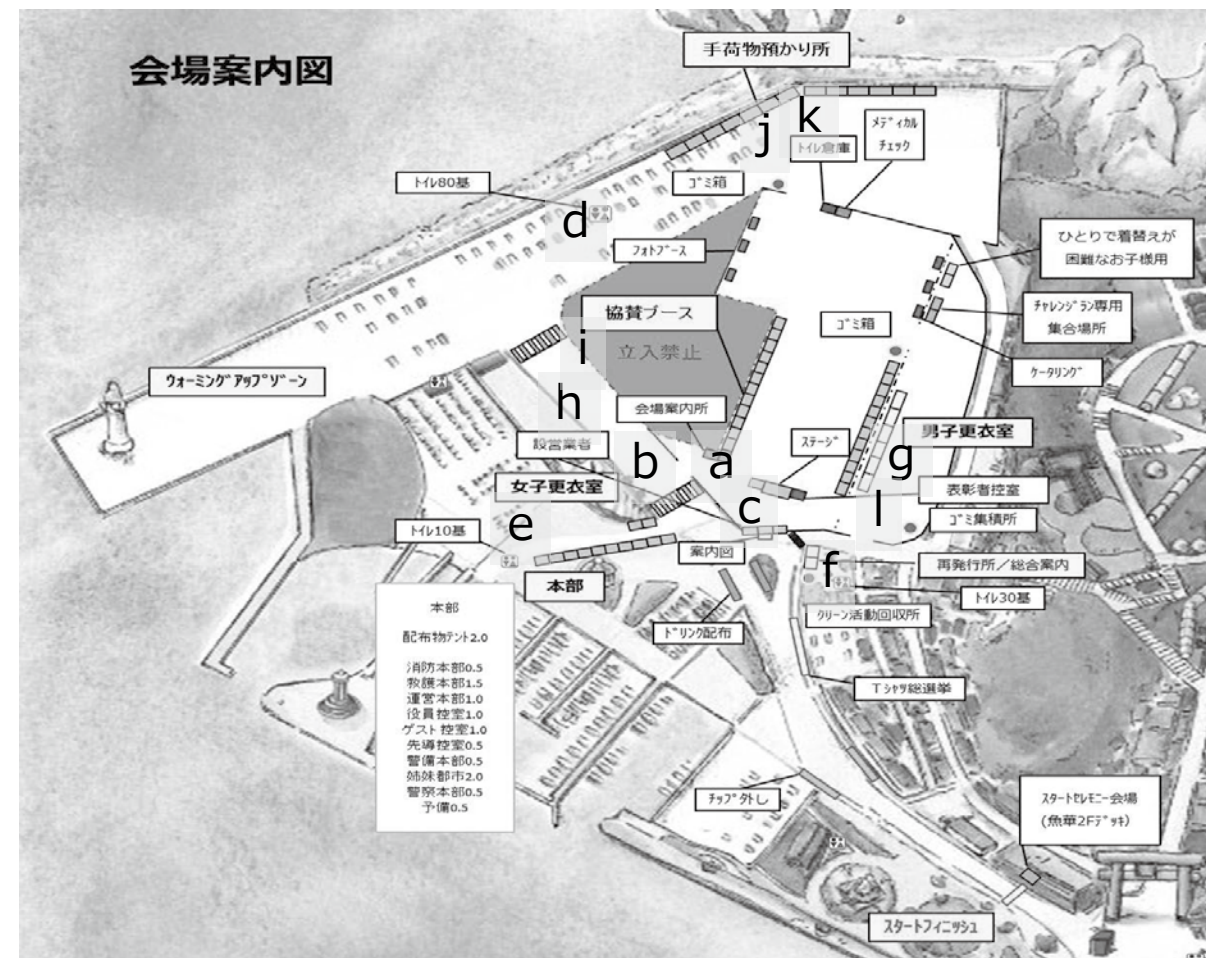 会場案内図
手荷物預かり所
j
k
ﾄｲﾚ倉庫
ﾒﾃﾞｨｶﾙ
ﾁｪｯｸ
ﾄｲﾚ80基
ｺﾞﾐ箱
d
ﾌｫﾄﾌﾞｰｽ
ひとりで着替えが
困難なお子様用
協賛ブース
ｺﾞﾐ箱
ﾁｬﾚﾝｼﾞﾗﾝ専用
集合場所
i
立入禁止
ｳｫｰﾐﾝｸﾞｱｯﾌﾟｿﾞｰﾝ
ｹｰﾀﾘﾝｸﾞ
h
会場案内所
設営業者
ｽﾃｰｼﾞ
男子更衣室
b
a
g
女子更衣室
表彰者控室
e
c
l
ｺﾞﾐ集積所
ﾄｲﾚ10基
案内図
再発行所／総合案内
本部
f
ﾄｲﾚ30基
ｸﾘｰﾝ活動回収所
ﾄﾞﾘﾝｸ配布
本部
配布物ﾃﾝﾄ2.0
消防本部0.5
救護本部1.5
運営本部1.0
役員控室1.0
ゲスト控室1.0
先導控室0.5
警備本部0.5
姉妹都市2.0
警察本部0.5
予備0.5
Tｼｬﾂ総選挙
ﾁｯﾌﾟ外し
ｽﾀｰﾄｾﾚﾓﾆｰ会場
(魚華2Fﾃﾞｯｷ)
ｽﾀｰﾄﾌｨﾆｯｼｭ